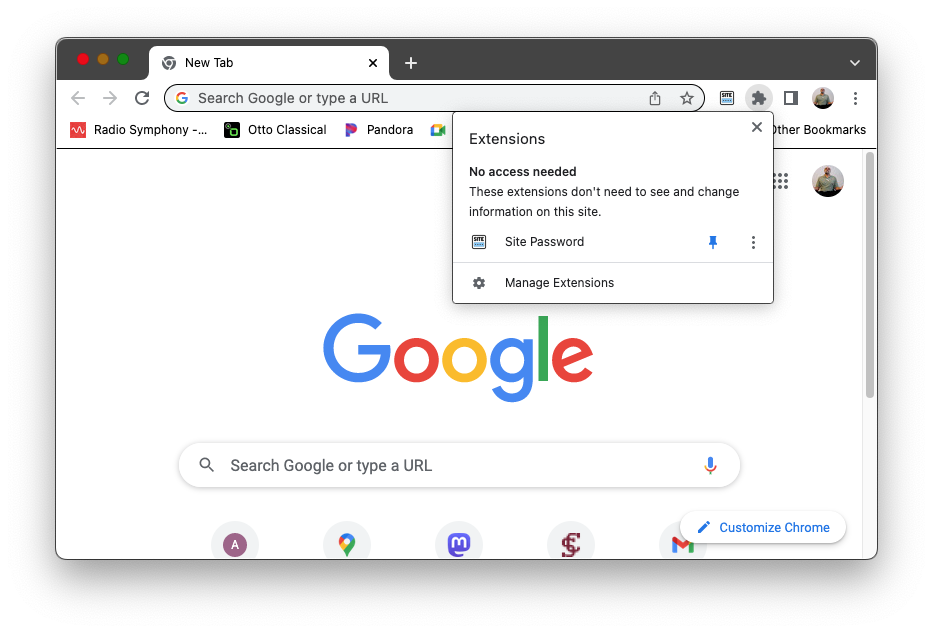 New Tab
Search Google or type a URL
SITE
Radio Symphony -...
Otto Classical
Pandora
Other Bookmarks
Extensions
No access needed
These extensions don't need to see and change
information on this site.
SITE
Site Password
Manage Extensions
Google
Search Google or type a URL
A
Customize Chrome